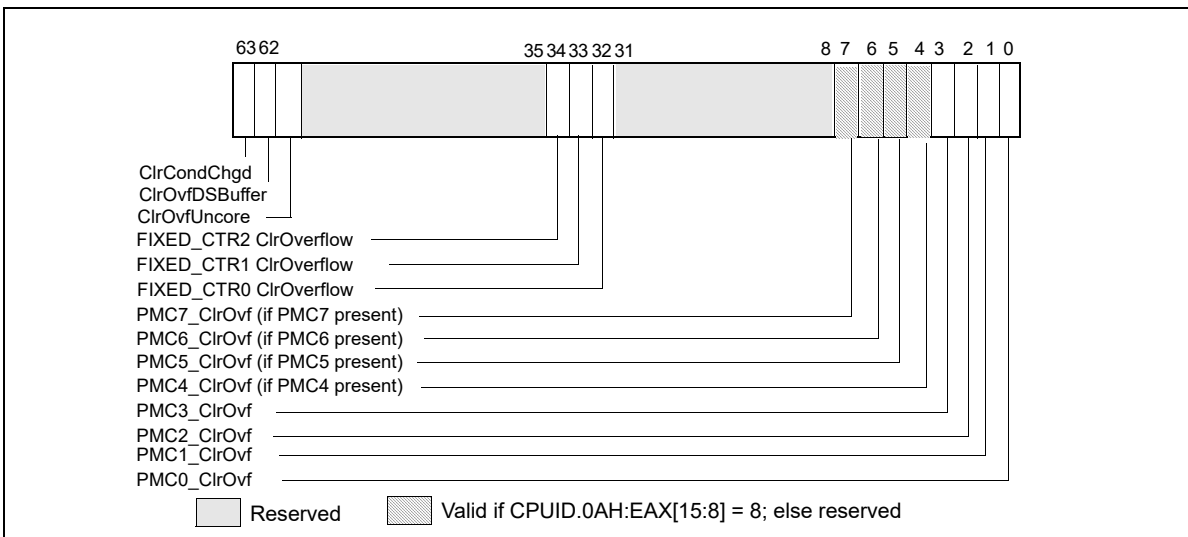 63 62 35 34 33 32 31 8 7 6 5 4 3 2 1 0
ClrCondChgd
ClrOvfDSBuffer
ClrOvfUncore
FIXED_CTR2 ClrOverflow
FIXED_CTR1 ClrOverflow
FIXED_CTR0 ClrOverflow
PMC7_ClrOvf (if PMC7 present)
PMC6_ClrOvf (if PMC6 present)
PMC5_ClrOvf (if PMC5 present)
PMC4_ClrOvf (if PMC4 present)
PMC3_ClrOvf
PMC2_ClrOvf
PMC1_ClrOvf
PMC0_ClrOvf
Reserved Valid if CPUID.0AH:EAX[15:8] = 8; else reserved